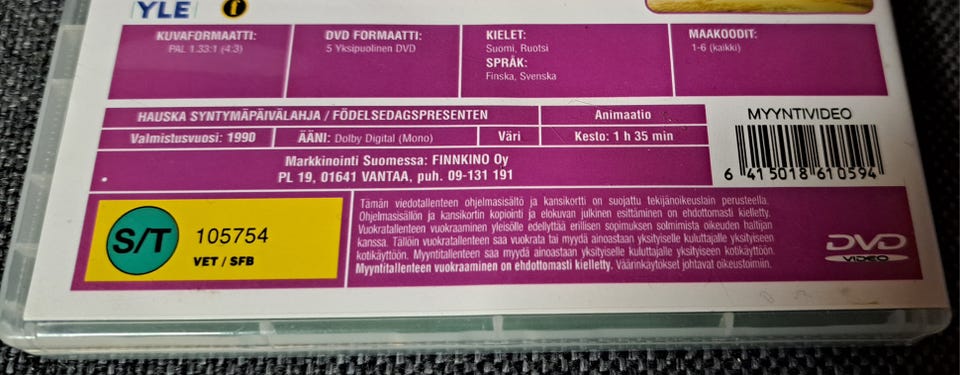 YLE
f
KUVAFORMAATTI:
PAL 1.33:1 (4:3)
DVD FORMAATTI:
5 Yksipuolinen DVD
KIELET:
Suomi, Ruotsi
SPRÅK:
Finska, Svenska
MAAKOODIT:
1-6 (kaikki)
HAUSKA SYNTYMÄPÄIVÄLAHJA / FÖDELSEDAGSPRESENTEN
Animaatio
Valmistusvuosi: 1990
ÄÄNI: Dolby Digital (Mono)
Väri
Kesto: 1 h 35 min
Markkinointi Suomessa: FINNKINO Oy
PL 19, 01641 VANTAA, puh. 09-131 191
MYYNTIVIDEO
6 415018 610594
S/T
105754
VET / SFB
Tämän viedotallenteen ohjelmasisältö ja kansikortti on suojattu tekijänoikeuslain perusteella.
Ohjelmasisällön ja kansikortin kopiointi ja elokuvan julkinen esittäminen on ehdottomasti kielletty.
Vuokratallenteen vuokraaminen yleisölle edellyttää erillisen sopimuksen solmimista oikeuden haltijan
kanssa. Tällöin vuokratallenteen saa vuokrata tai myydä ainoastaan yksityiselle kuluttajalle yksityiseen
kotikäyttöön. Myyntitallenteen saa myydä ainoastaan yksityiselle kuluttajalle yksityiseen kotikäyttöön.
Myyntitallenteen vuokraaminen on ehdottomasti kielletty. Väärinkäytökset johtavat oikeustoimiin.
DVD
VIDEO